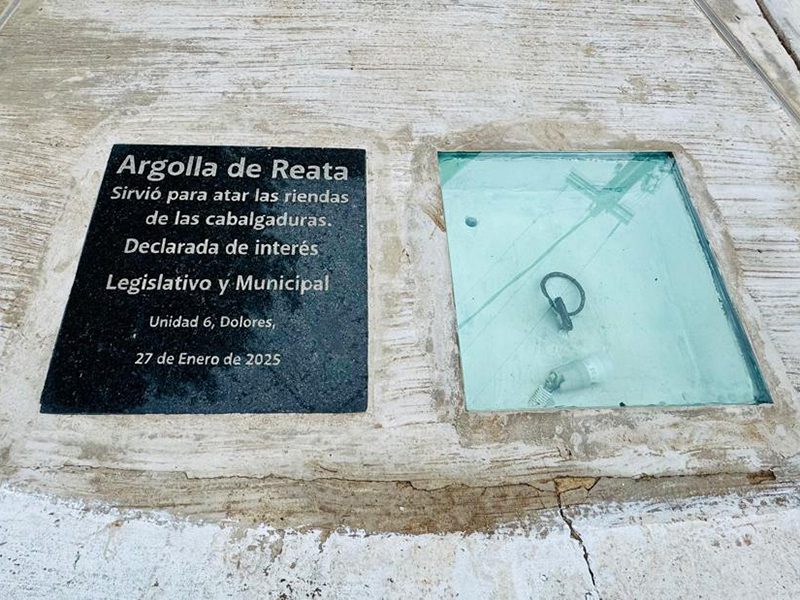 Argolla de Reata
Sirvió para atar las riendas
de las cabalgaduras.
Declarada de interés
Legislativo y Municipal
Unidad 6, Dolores,
27 de Enero de 2025